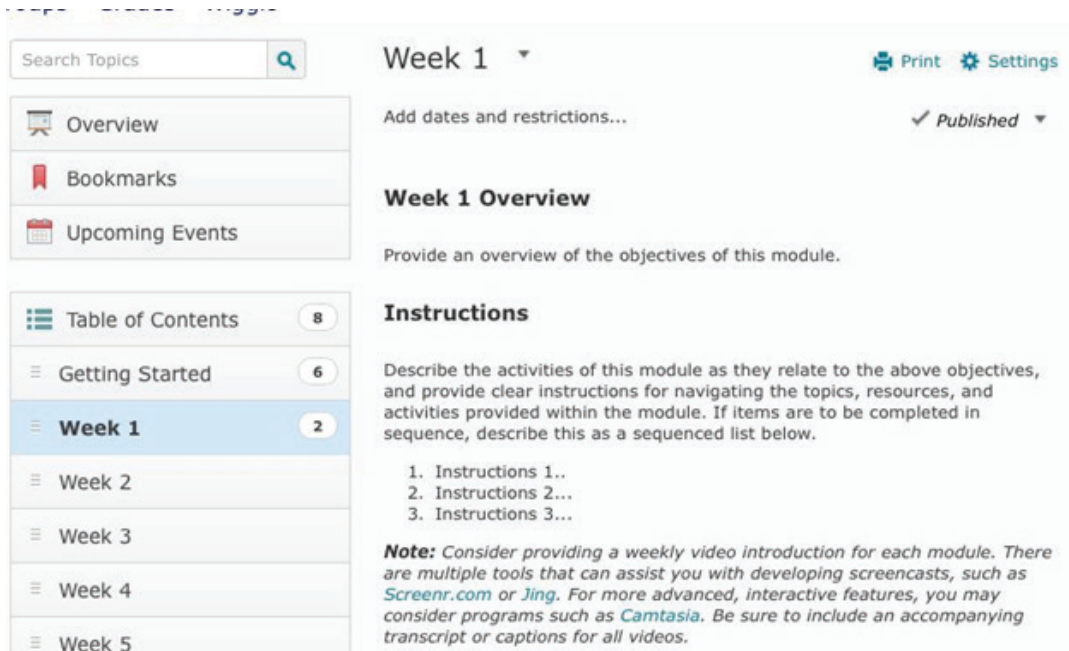 Search Topics
Overview
Bookmarks
Upcoming Events
Table of Contents 8
Getting Started 6
Week 1 2
Week 2
Week 3
Week 4
Week 5
Week 1
Print Settings
Add dates and restrictions...
Published
Week 1 Overview
Provide an overview of the objectives of this module.
Instructions
Describe the activities of this module as they relate to the above objectives,
and provide clear instructions for navigating the topics, resources, and
activities provided within the module. If items are to be completed in
sequence, describe this as a sequenced list below.
1. Instructions 1..
2. Instructions 2...
3. Instructions 3...
Note: Consider providing a weekly video introduction for each module. There
are multiple tools that can assist you with developing screencasts, such as
Screenr.com or Jing. For more advanced, interactive features, you may
consider programs such as Camtasia. Be sure to include an accompanying
transcript or captions for all videos.